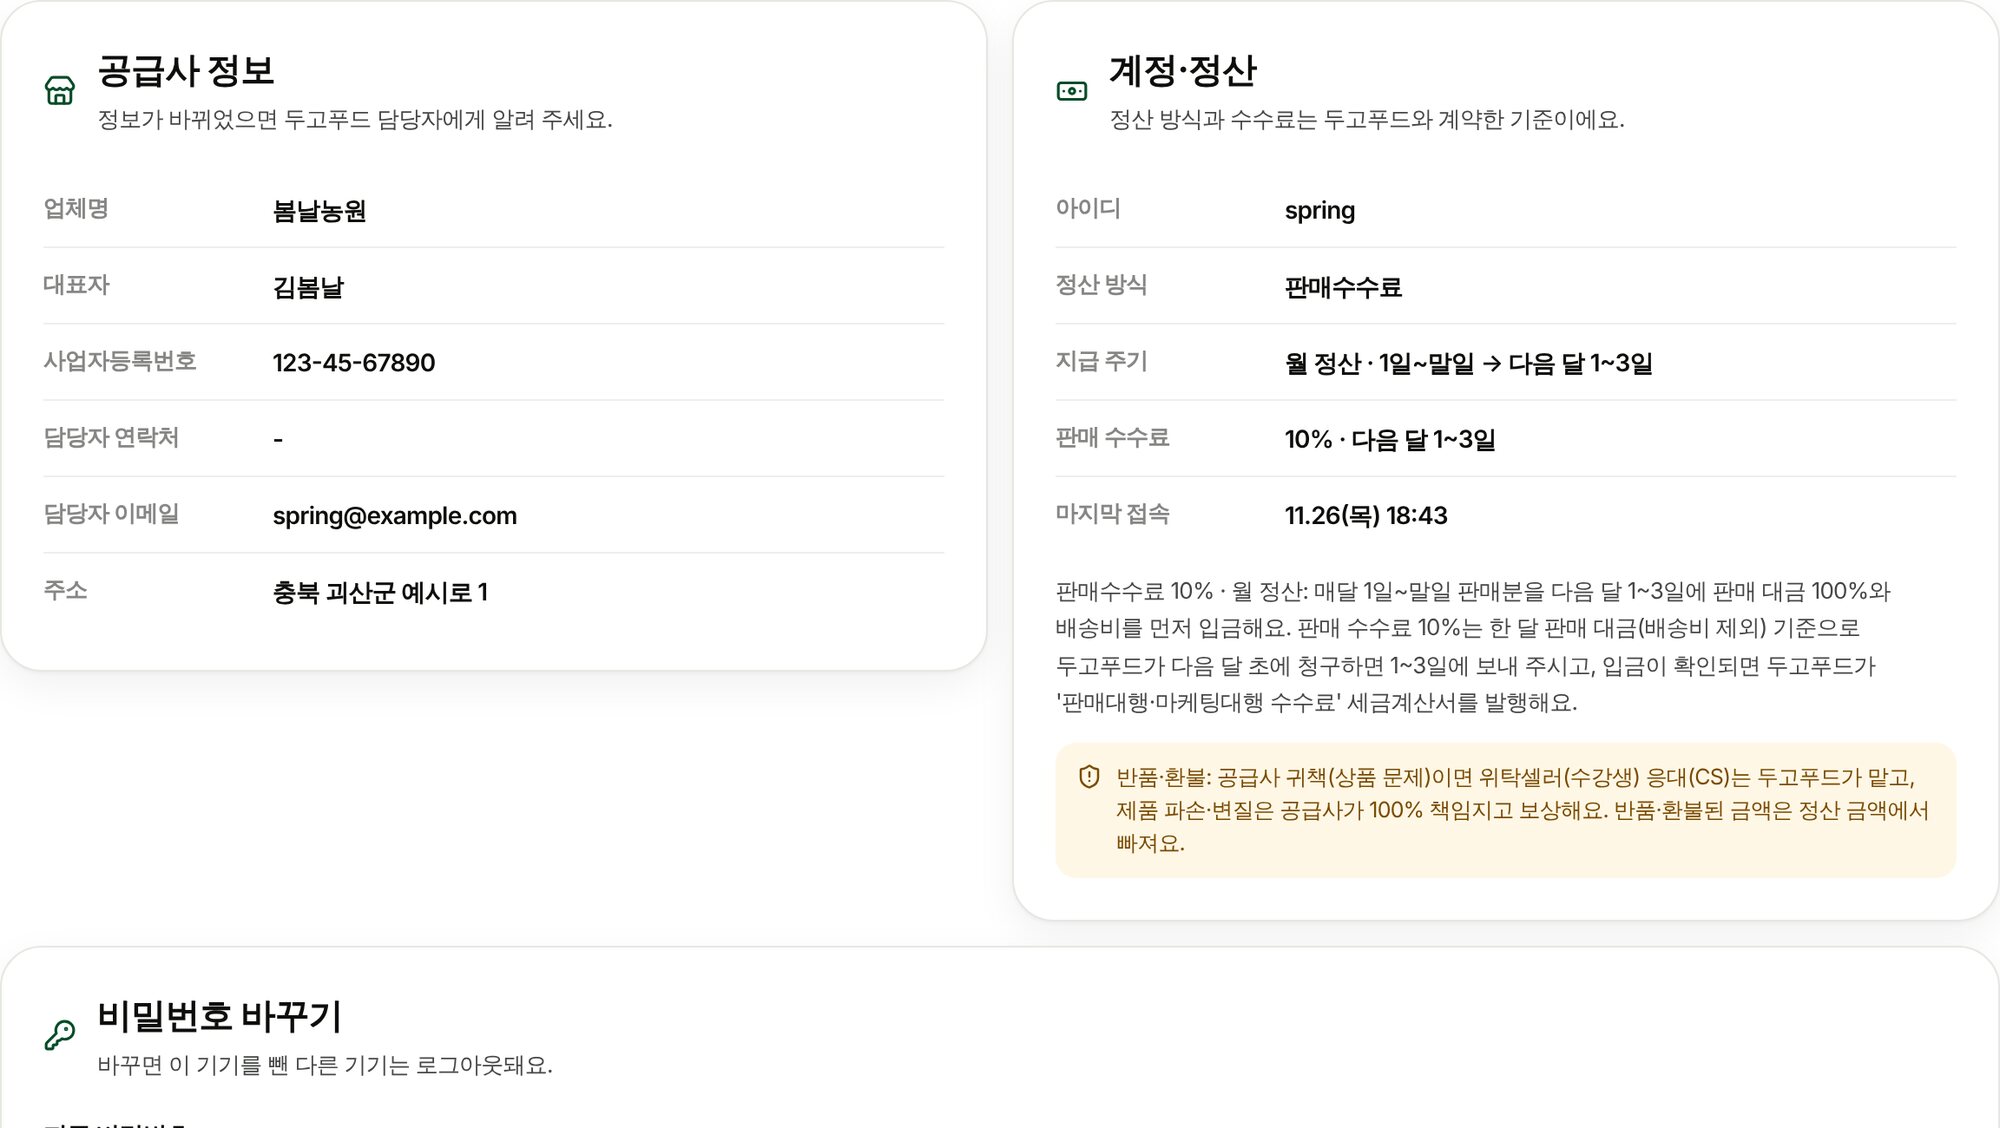 공급사 정보
정보가 바뀌었으면 두고푸드 담당자에게 알려 주세요.
업체명
봄날농원
대표자
김봄날
사업자등록번호
123-45-67890
담당자 연락처
-
담당자 이메일
spring@example.com
주소
충북 괴산군 예시로 1
계정·정산
정산 방식과 수수료는 두고푸드와 계약한 기준이에요.
아이디
spring
정산 방식
판매수수료
지급 주기
월 정산 · 1일~말일 → 다음 달 1~3일
판매 수수료
10% · 다음 달 1~3일
마지막 접속
11.26(목) 18:43
판매수수료 10% · 월 정산: 매달 1일~말일 판매분을 다음 달 1~3일에 판매 대금 100%와
배송비를 먼저 입금해요. 판매 수수료 10%는 한 달 판매 대금(배송비 제외) 기준으로
두고푸드가 다음 달 초에 청구하면 1~3일에 보내 주시고, 입금이 확인되면 두고푸드가
'판매대행·마케팅대행 수수료' 세금계산서를 발행해요.
반품·환불: 공급사 귀책(상품 문제)이면 위탁셀러(수강생) 응대(CS)는 두고푸드가 맡고,
제품 파손·변질은 공급사가 100% 책임지고 보상해요. 반품·환불된 금액은 정산 금액에서
빠져요.
비밀번호 바꾸기
바꾸면 이 기기를 뺀 다른 기기는 로그아웃돼요.